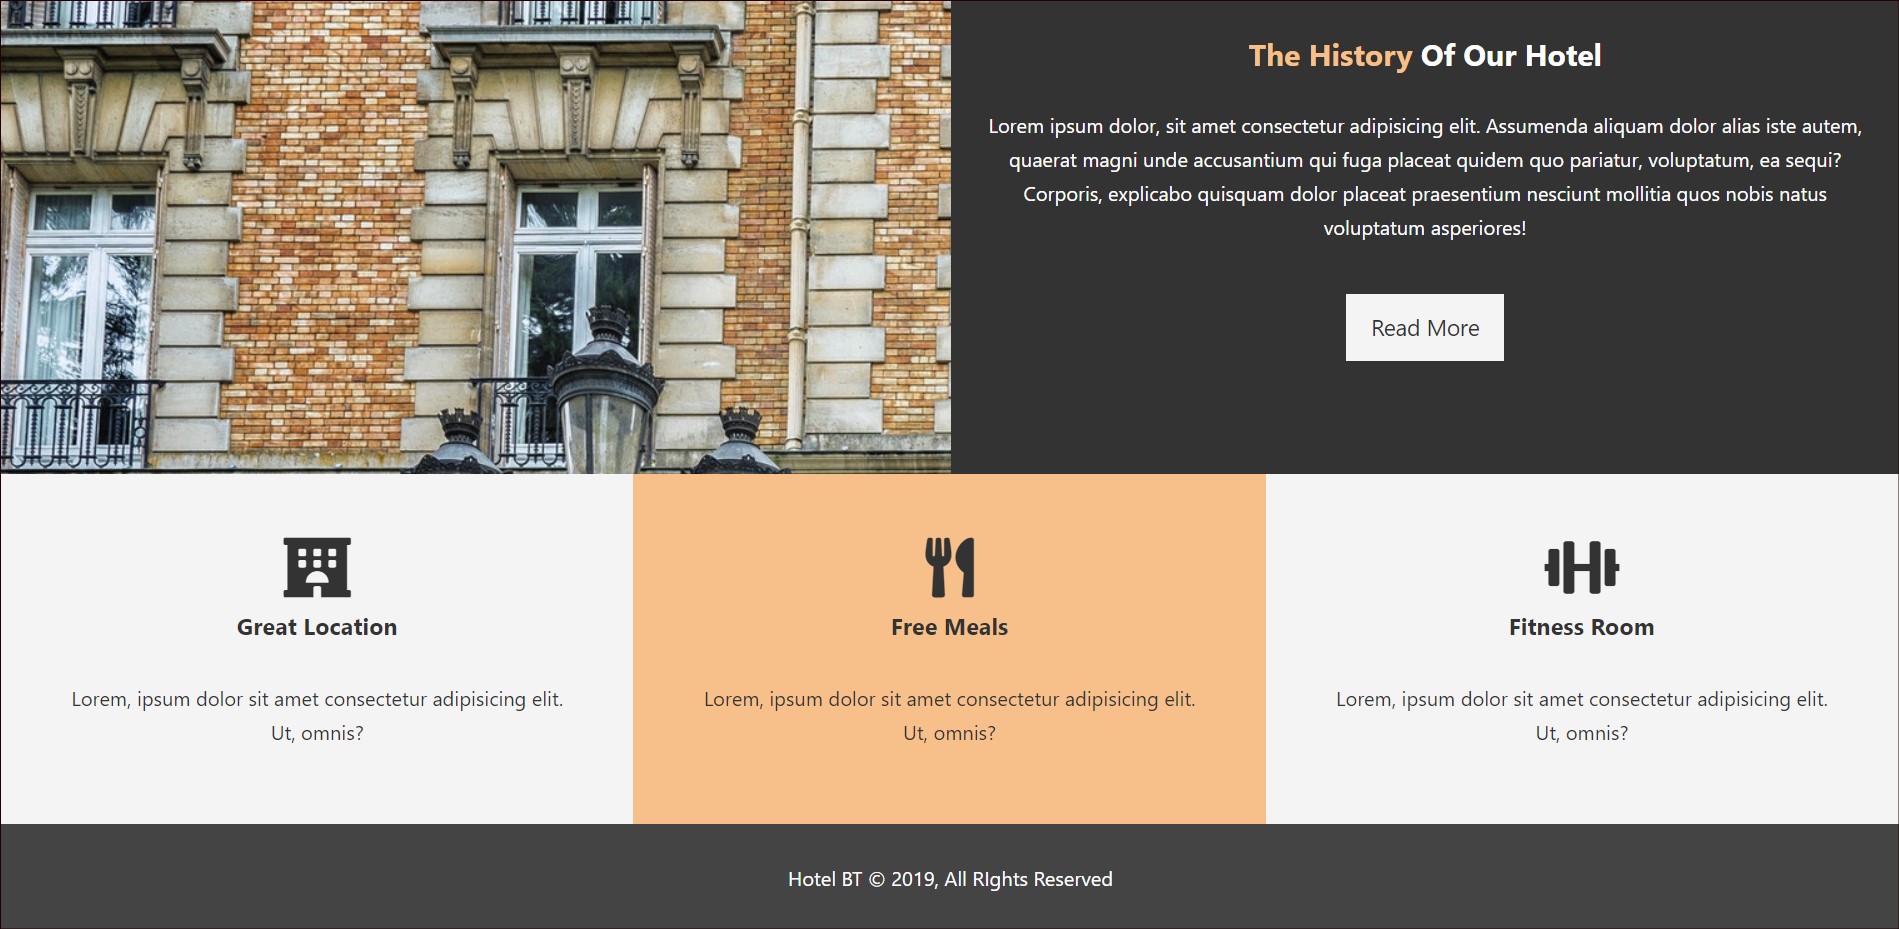 The History Of Our Hotel
Lorem ipsum dolor, sit amet consectetur adipisicing elit. Assumenda aliquam dolor alias iste autem,
quaerat magni unde accusantium qui fuga placeat quidem quo pariatur, voluptatum, ea sequi?
Corporis, explicabo quisquam dolor placeat praesentium nesciunt mollitia quos nobis natus
voluptatum asperiores!
Read More
Great Location
Lorem, ipsum dolor sit amet consectetur adipisicing elit.
Ut, omnis?
Free Meals
Lorem, ipsum dolor sit amet consectetur adipisicing elit.
Ut, omnis?
Fitness Room
Lorem, ipsum dolor sit amet consectetur adipisicing elit.
Ut, omnis?
Hotel BT © 2019, All RIghts Reserved